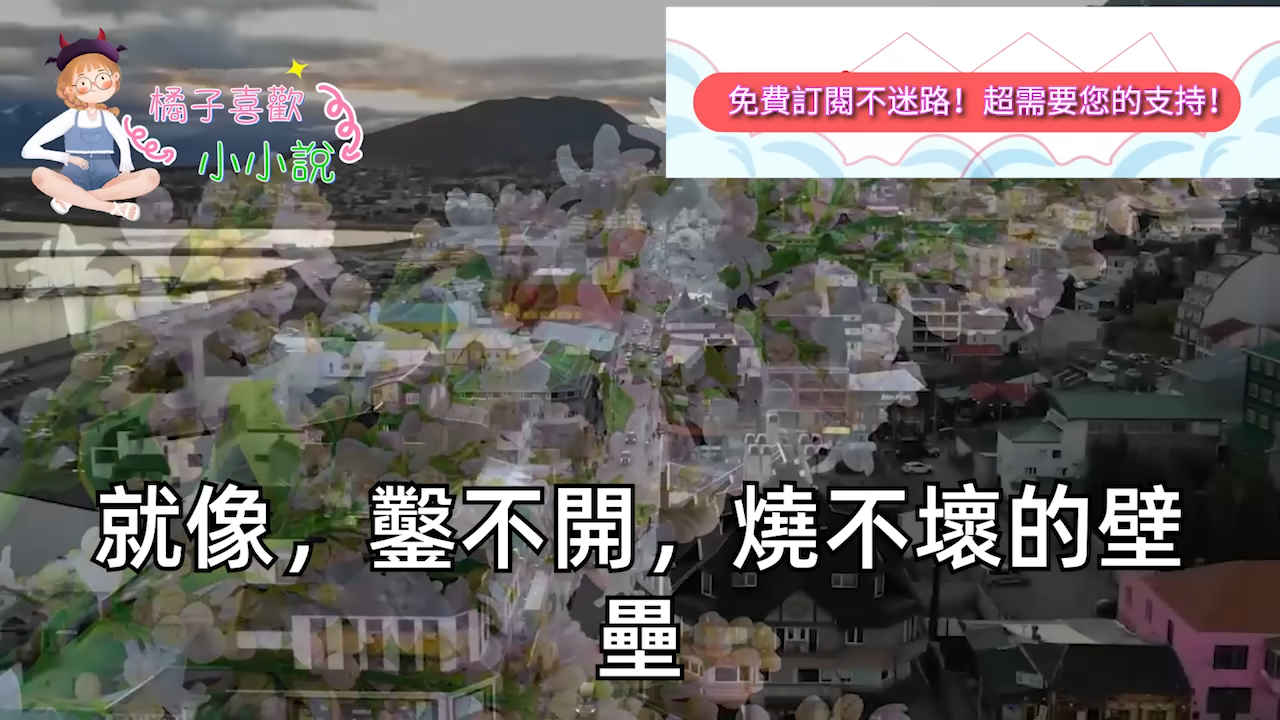 橘子喜歡
小小說
免費訂閱不迷路！超需要您的支持！
就像，鑿不開，燒不壞的壁
壘